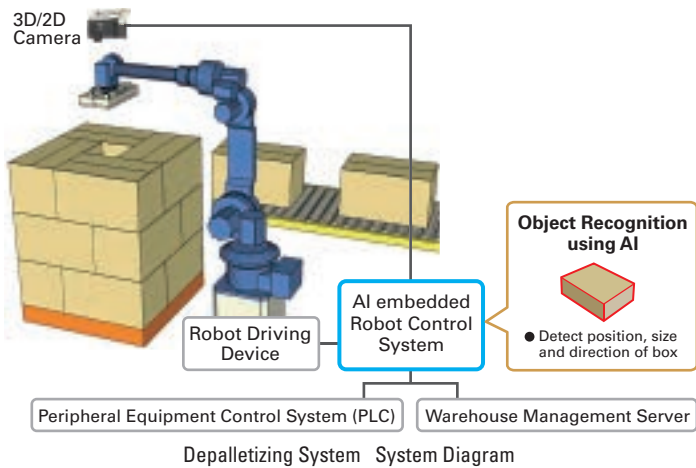 3D/2D
Camera
Object Recognition
using AI
● Detect position, size
and direction of box
AI embedded
Robot Control
System
Robot Driving
Device
Peripheral Equipment Control System (PLC)
Warehouse Management Server
Depalletizing System System Diagram